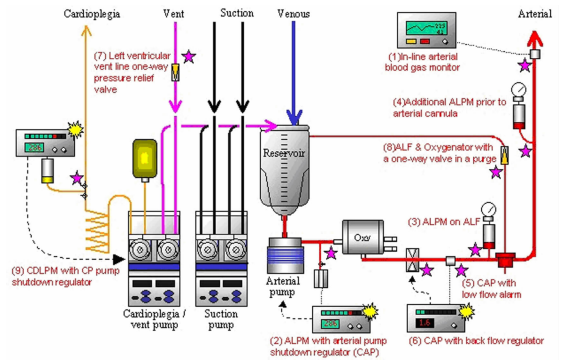 Cardioplegia
Vent
Suction
Venous
Arterial
(7) Left ventricular
vent line one-way
pressure relief
valve
(1)In-line arterial
blood gas monitor
(4)Additional ALPM prior to
arterial cannula
Reservoir
(8)ALF & Oxygenator with
a one-way valve in a purge
(3) ALPM on ALF
Oxy
(9) CDLPM with CP pump
shutdown regulator
Cardioplegia /
vent pump
Suction
pump
Arterial
pump
(5) CAP with
low flow alarm
(2) ALPM with arterial pump
shutdown regulator (CAP)
1.6
(6) CAP with back flow regulator